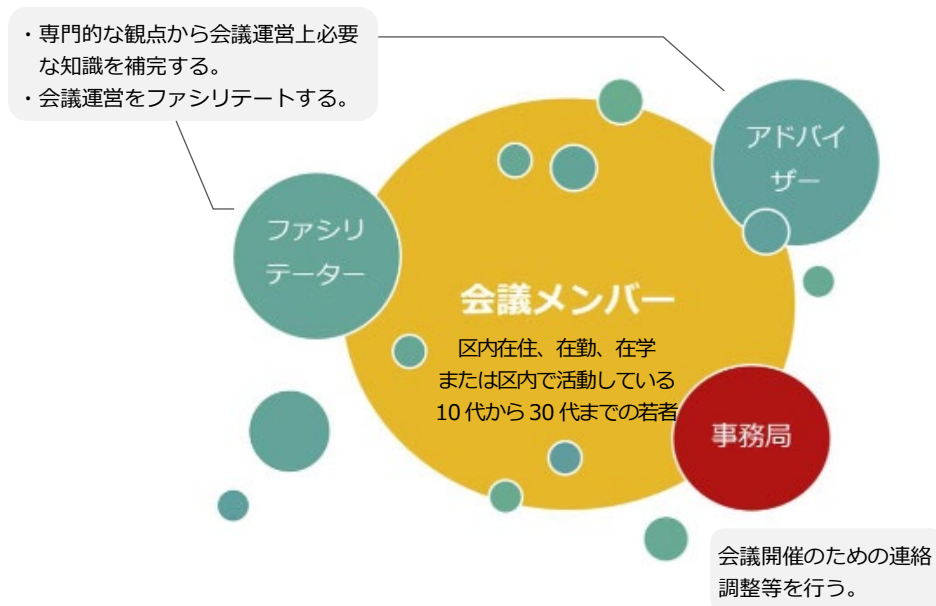 ・専門的な観点から会議運営上必要
な知識を補完する。
・会議運営をファシリテートする。
アドバイ
ザー
ファシリ
テーター
会議メンバー
区内在住、在勤、在学
または区内で活動している
10 代から 30 代までの若者
事務局
会議開催のための連絡
調整等を行う。